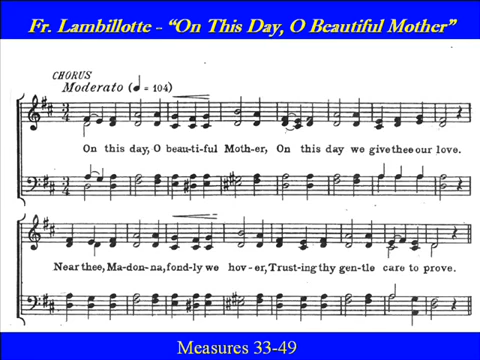 Fr. Lambillotte - “On This Day, O Beautiful Mother”
CHORUS
Moderato (♩ = 104)
On this day, O beau-ti-ful Moth-er, On this day we give thee our love.
Near thee, Ma-don-na, fond-ly we hov-er, Trust-ing thy gen-tle care to prove.
Measures 33-49